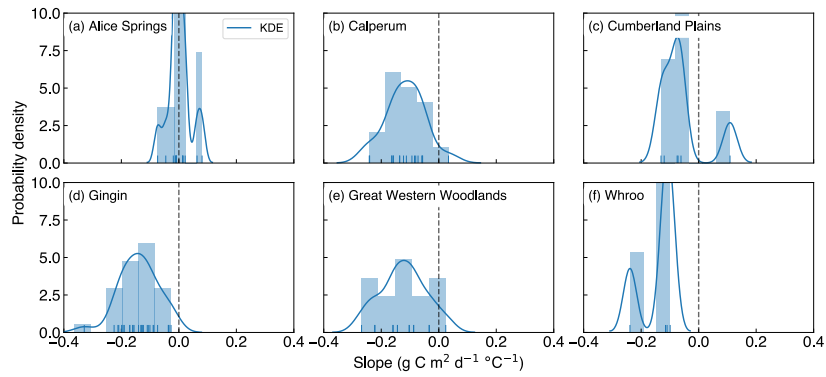 (a) Alice Springs
KDE
(b) Calperum
(c) Cumberland Plains
10.0
7.5
5.0
2.5
0.0
Probability density
(d) Gingin
(e) Great Western Woodlands
(f) Whroo
10.0
7.5
5.0
2.5
0.0
−0.4 −0.2 0.0 0.2 0.4
−0.4 −0.2 0.0 0.2 0.4
−0.4 −0.2 0.0 0.2 0.4
Slope (g C m² d⁻¹ °C⁻¹)